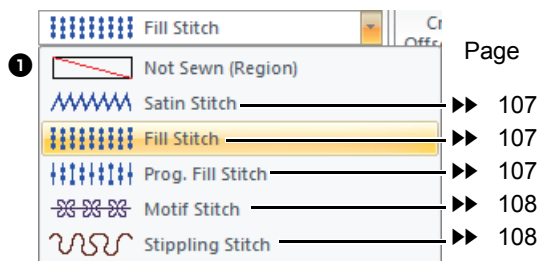 Fill Stitch
Cr
Offs
Page
❶
Not Sewn (Region)
Satin Stitch ▶▶ 107
Fill Stitch ▶▶ 107
Prog. Fill Stitch ▶▶ 107
Motif Stitch ▶▶ 108
Stippling Stitch ▶▶ 108